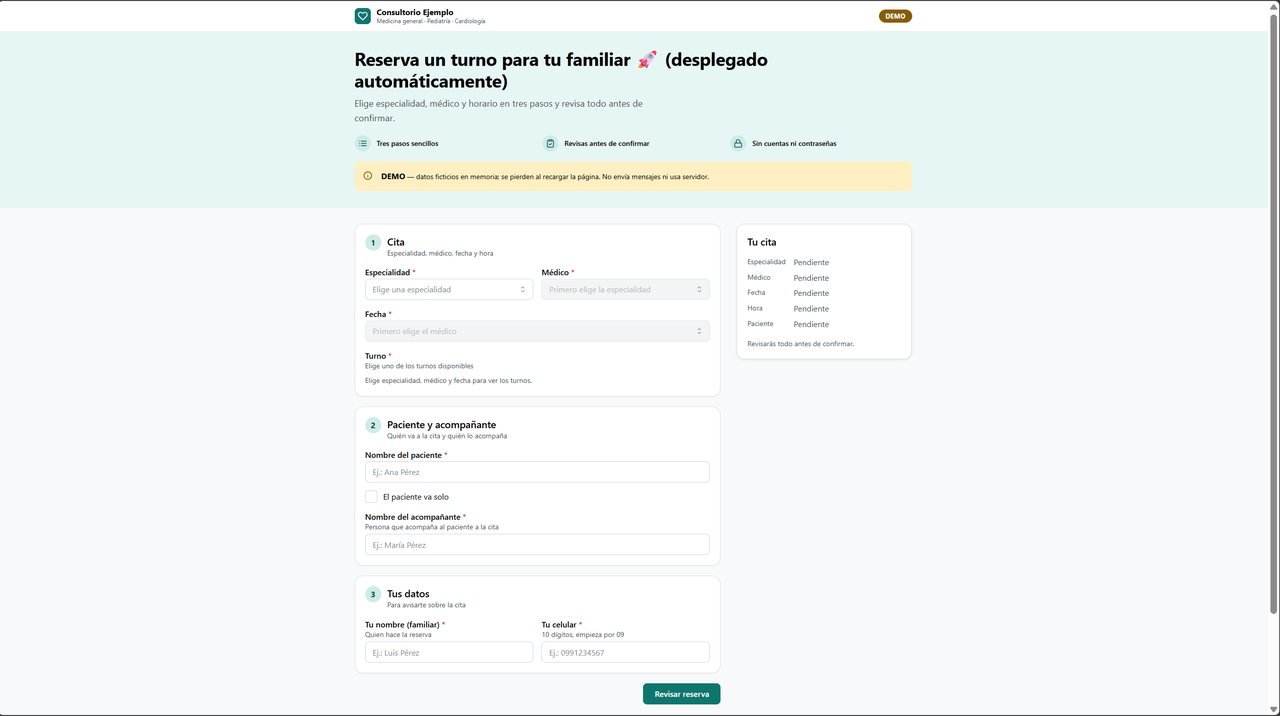 Consultorio Ejemplo
Medicina general · Pediatría · Cardiología
DEMO
Reserva un turno para tu familiar 🚀 (desplegado
automáticamente)
Elige especialidad, médico y horario en tres pasos y revisa todo antes de
confirmar.
Tres pasos sencillos
Revisas antes de confirmar
Sin cuentas ni contraseñas
DEMO — datos ficticios en memoria: se pierden al recargar la página. No envía mensajes ni usa servidor.
1 Cita
Especialidad, médico, fecha y hora
Especialidad * Médico *
Elige una especialidad Primero elige la especialidad
Fecha *
Primero elige el médico
Turno *
Elige uno de los turnos disponibles
Elige especialidad, médico y fecha para ver los turnos.
Tu cita
Especialidad Pendiente
Médico Pendiente
Fecha Pendiente
Hora Pendiente
Paciente Pendiente
Revisarás todo antes de confirmar.
2 Paciente y acompañante
Quién va a la cita y quién lo acompaña
Nombre del paciente *
Ej.: Ana Pérez
El paciente va solo
Nombre del acompañante *
Persona que acompaña al paciente a la cita
Ej.: María Pérez
3 Tus datos
Para avisarte sobre la cita
Tu nombre (familiar) * Tu celular *
Quien hace la reserva 10 dígitos, empieza por 09
Ej.: Luis Pérez Ej.: 0991234567
Revisar reserva